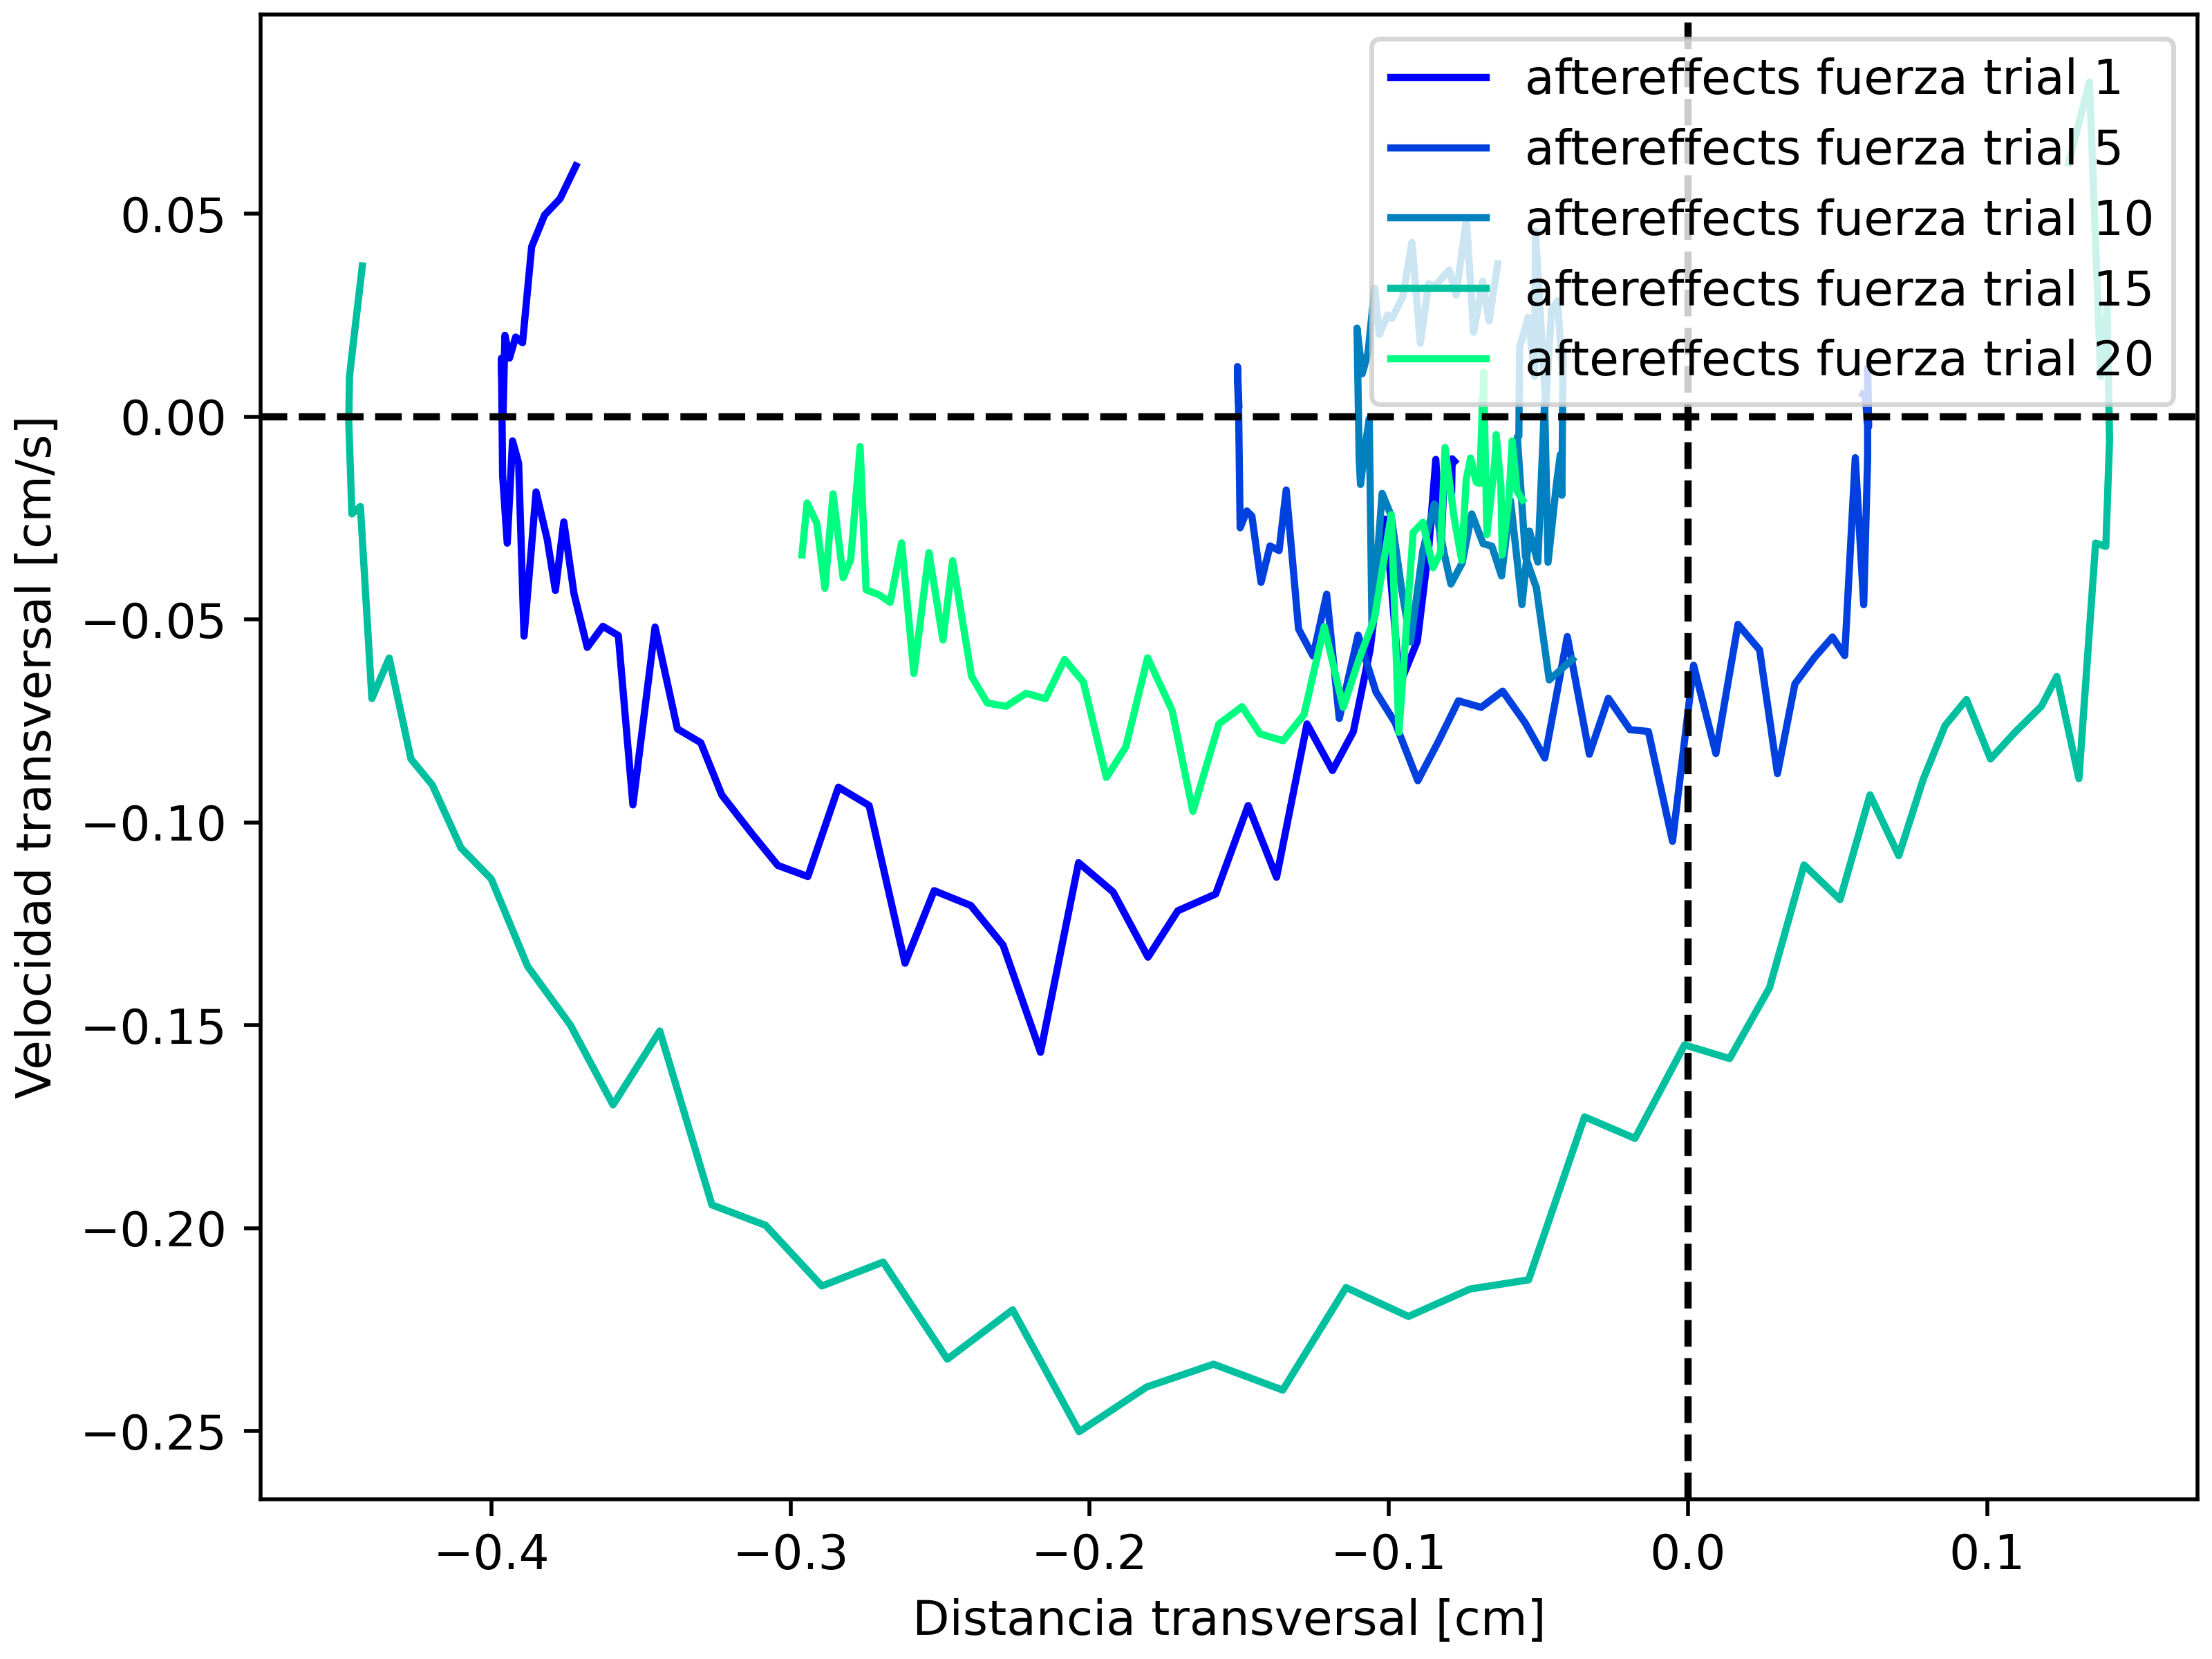 aftereffects fuerza trial 1
aftereffects fuerza trial 5
aftereffects fuerza trial 10
aftereffects fuerza trial 15
aftereffects fuerza trial 20
0.05
0.00
−0.05
−0.10
−0.15
−0.20
−0.25
Velocidad transversal [cm/s]
−0.4
−0.3
−0.2
−0.1
0.0
0.1
Distancia transversal [cm]